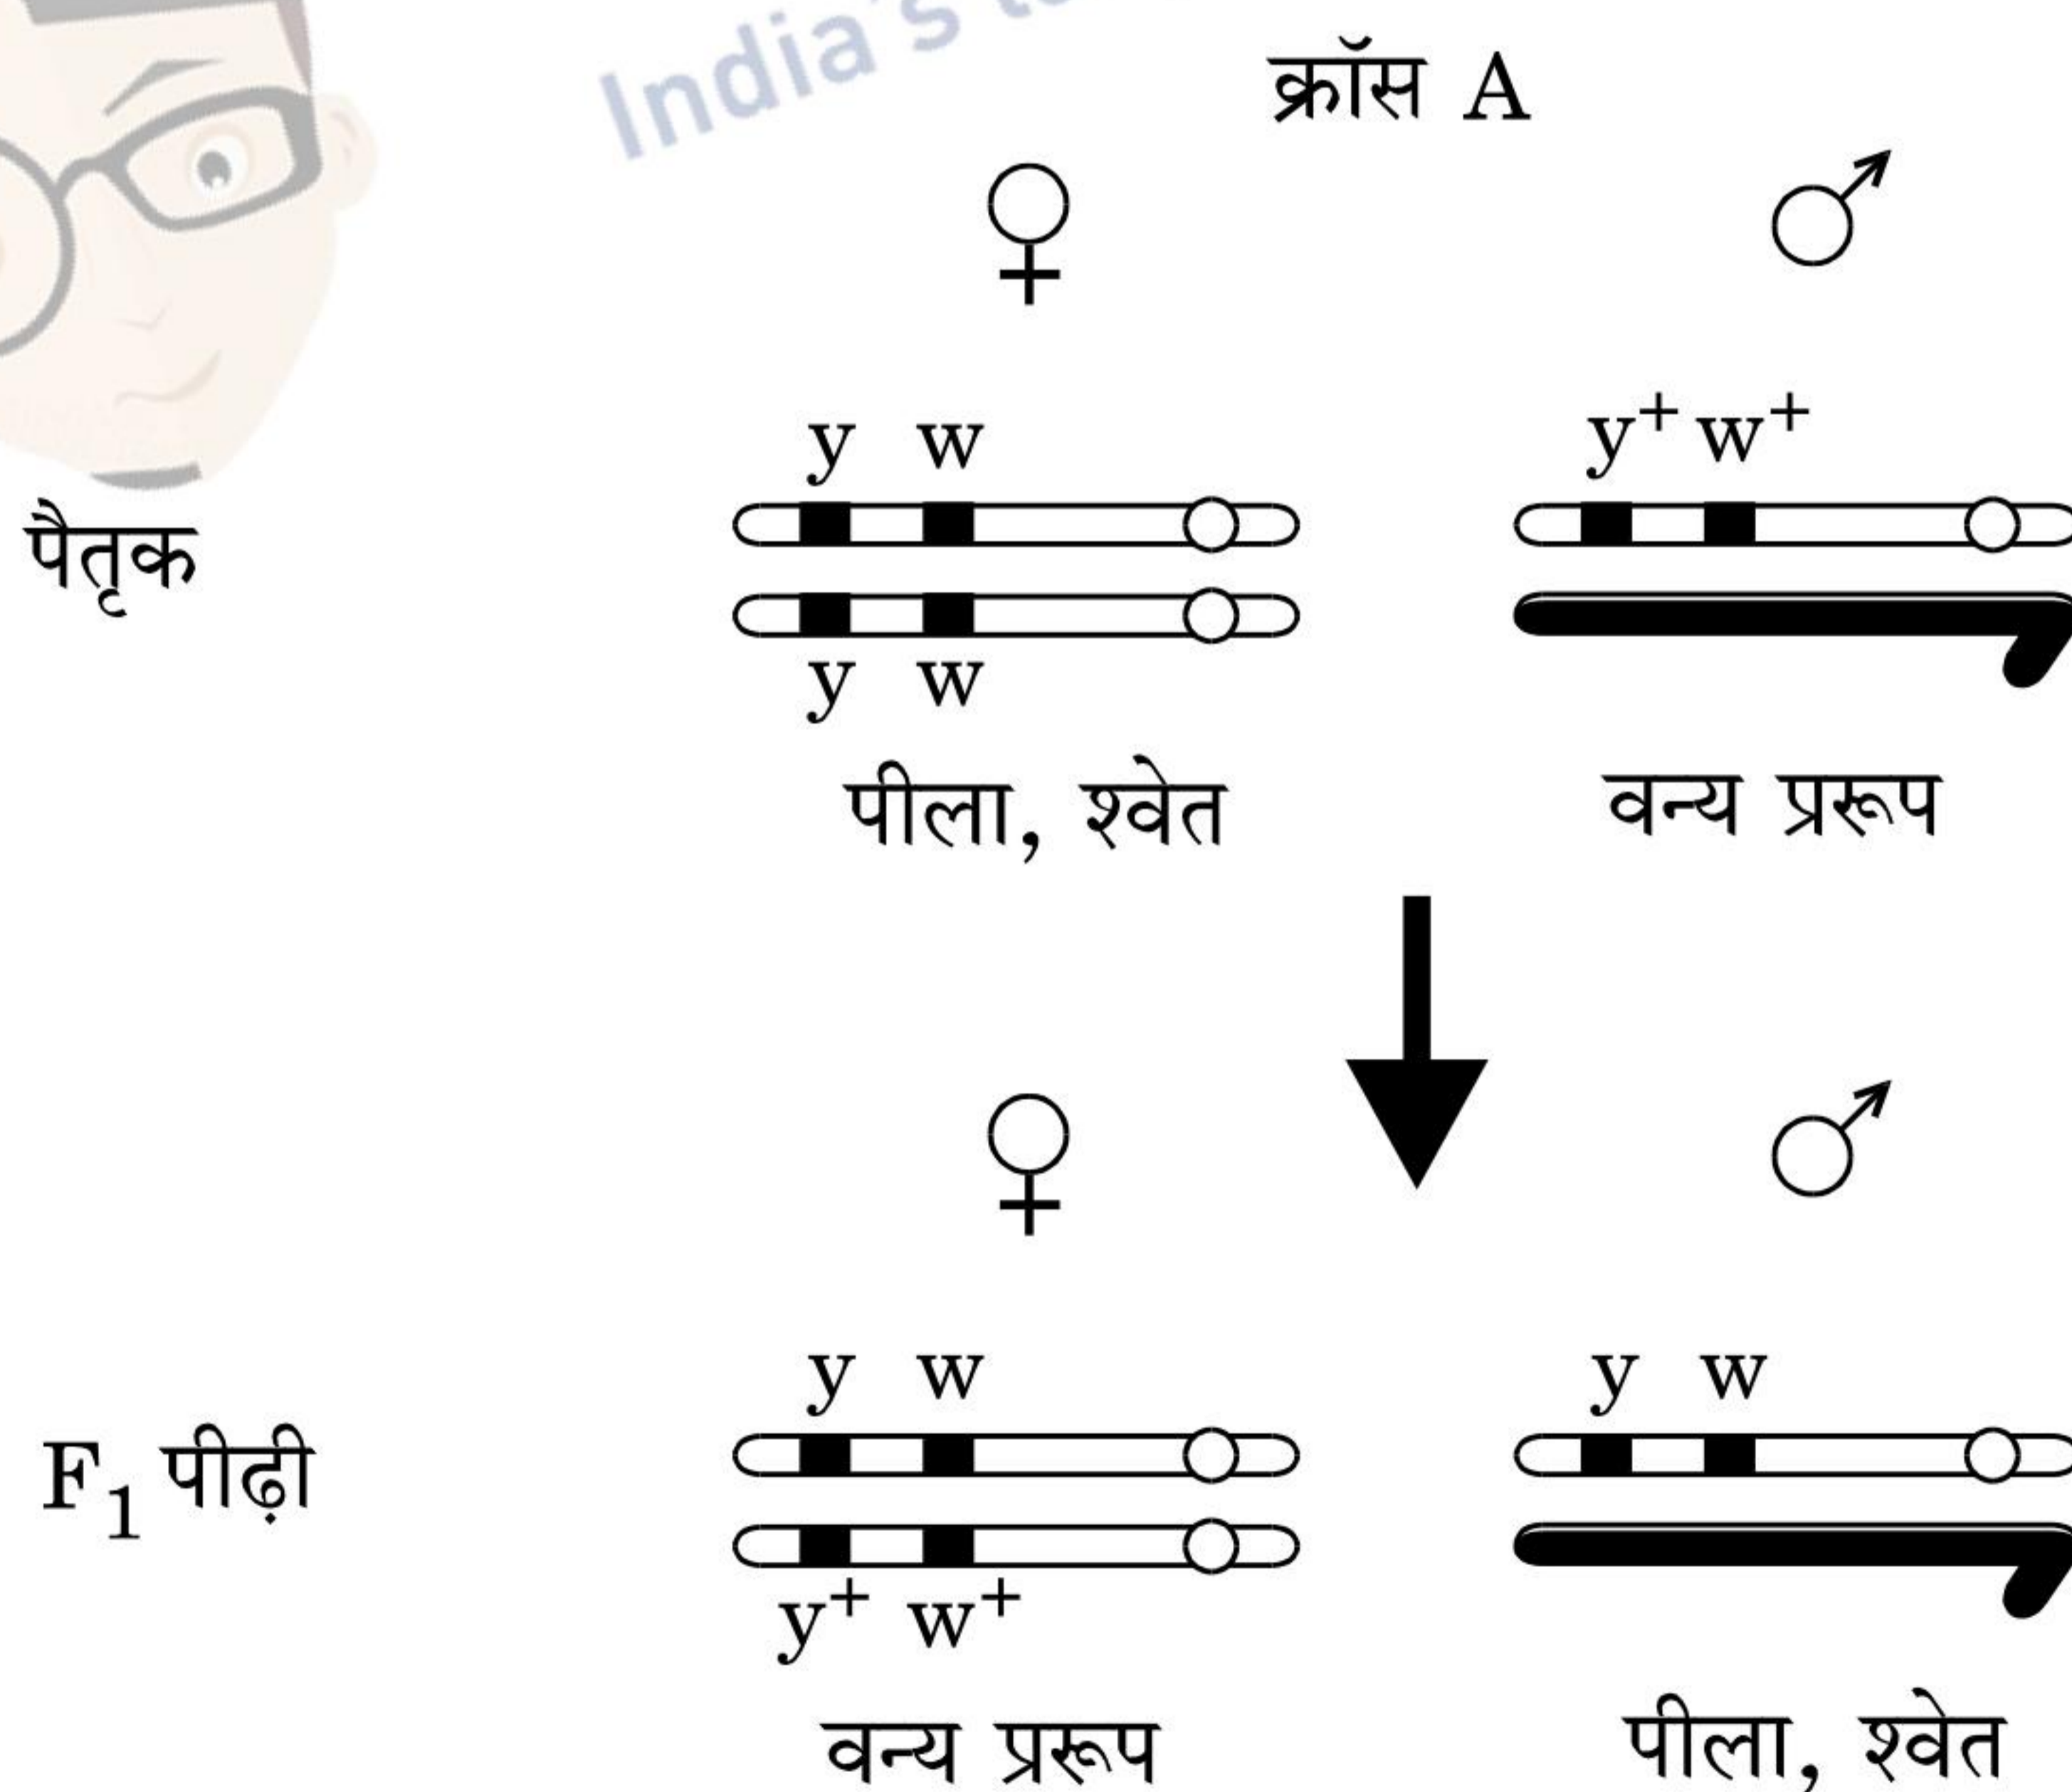 India's
क्रॉस A
y w
y⁺ w⁺
पैतृक
y w
पीला, श्वेत
वन्य प्ररूप
y w
y w
F₁ पीढ़ी
y⁺ w⁺
वन्य प्ररूप
पीला, श्वेत